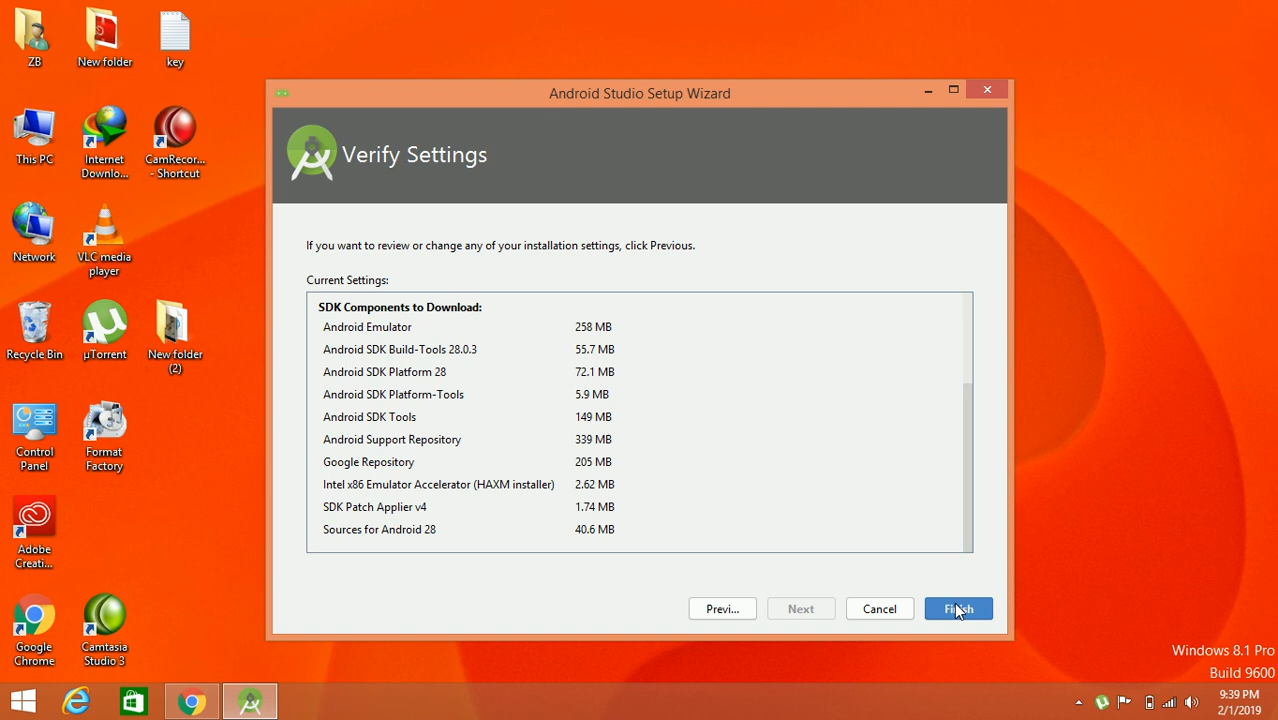 ZB
New folder
key
This PC
Internet
Downlo...
CamRecor...
- Shortcut
Network
VLC media
player
Recycle Bin
µTorrent
New folder
(2)
Control
Panel
Format
Factory
Adobe
Creati...
Google
Chrome
Camtasia
Studio 3
Android Studio Setup Wizard
Verify Settings
If you want to review or change any of your installation settings, click Previous.
Current Settings:
SDK Components to Download:
Android Emulator 258 MB
Android SDK Build-Tools 28.0.3 55.7 MB
Android SDK Platform 28 72.1 MB
Android SDK Platform-Tools 5.9 MB
Android SDK Tools 149 MB
Android Support Repository 339 MB
Google Repository 205 MB
Intel x86 Emulator Accelerator (HAXM installer) 2.62 MB
SDK Patch Applier v4 1.74 MB
Sources for Android 28 40.6 MB
Previ... Next Cancel Finish
Windows 8.1 Pro
Build 9600
9:39 PM
2/1/2019